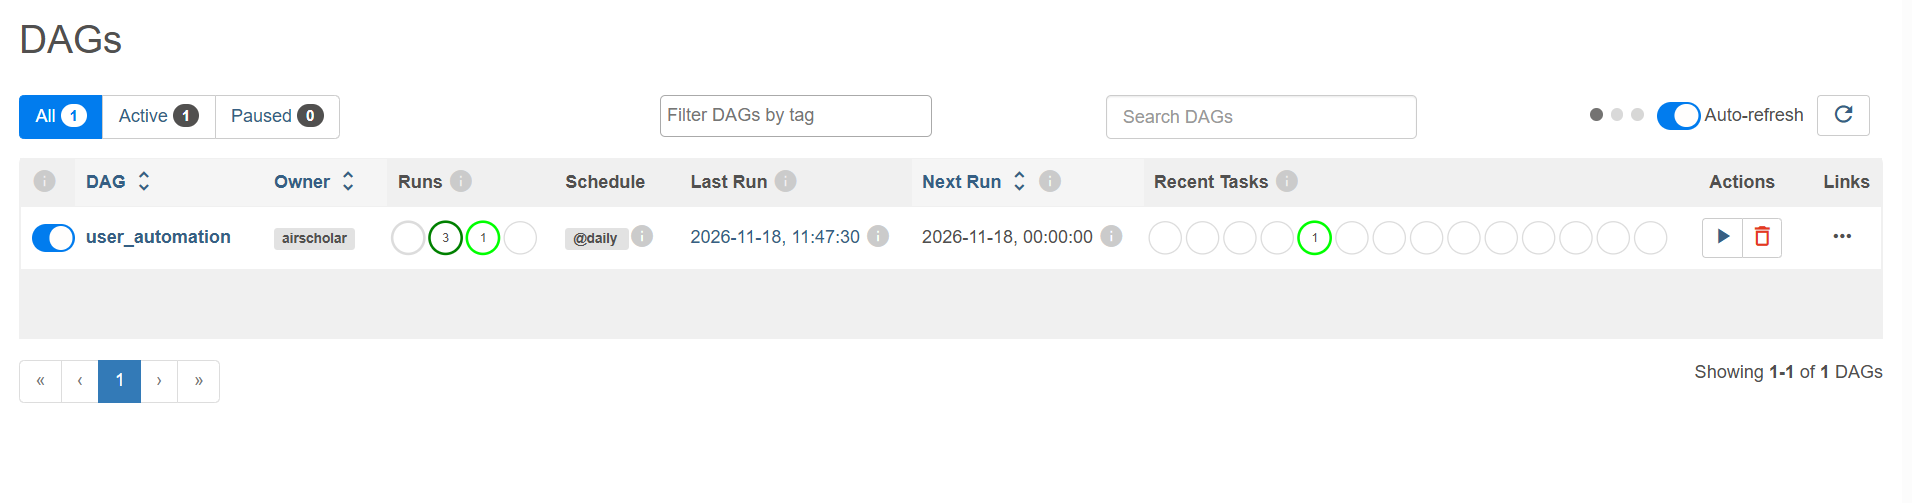 DAGs
All 1 Active 1 Paused 0 Filter DAGs by tag Search DAGs Auto-refresh
i DAG Owner Runs i Schedule Last Run i Next Run i Recent Tasks i Actions Links
user_automation airscholar 3 1 @daily i 2026-11-18, 11:47:30 i 2026-11-18, 00:00:00 i 1 ...
« ‹ 1 › » Showing 1-1 of 1 DAGs